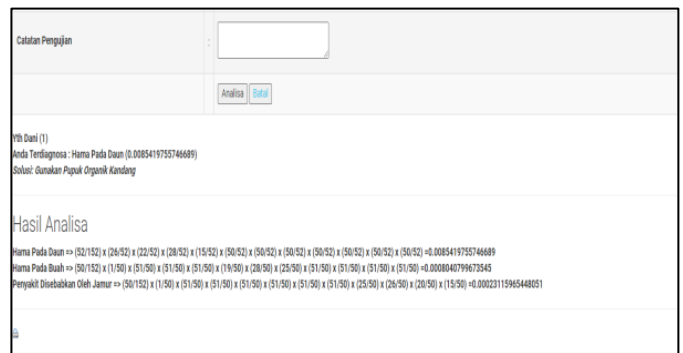 Catatan Pengujian :
Analisa Batal
Yth Dani (1)
Anda Terdiagnosa : Hama Pada Daun (0.0085419755746689)
Solusi: Gunakan Pupuk Organik Kandang
Hasil Analisa
Hama Pada Daun => (52/152) x (26/52) x (22/52) x (28/52) x (15/52) x (50/52) x (50/52) x (50/52) x (50/52) x (50/52) x (50/52) x (50/52) =0.0085419755746689
Hama Pada Buah => (50/152) x (1/50) x (51/50) x (51/50) x (51/50) x (19/50) x (28/50) x (25/50) x (51/50) x (51/50) x (51/50) x (51/50) =0.0008040799673545
Penyakit Disebabkan Oleh Jamur => (50/152) x (1/50) x (51/50) x (51/50) x (51/50) x (51/50) x (51/50) x (51/50) x (25/50) x (26/50) x (20/50) x (15/50) =0.00023115965448051